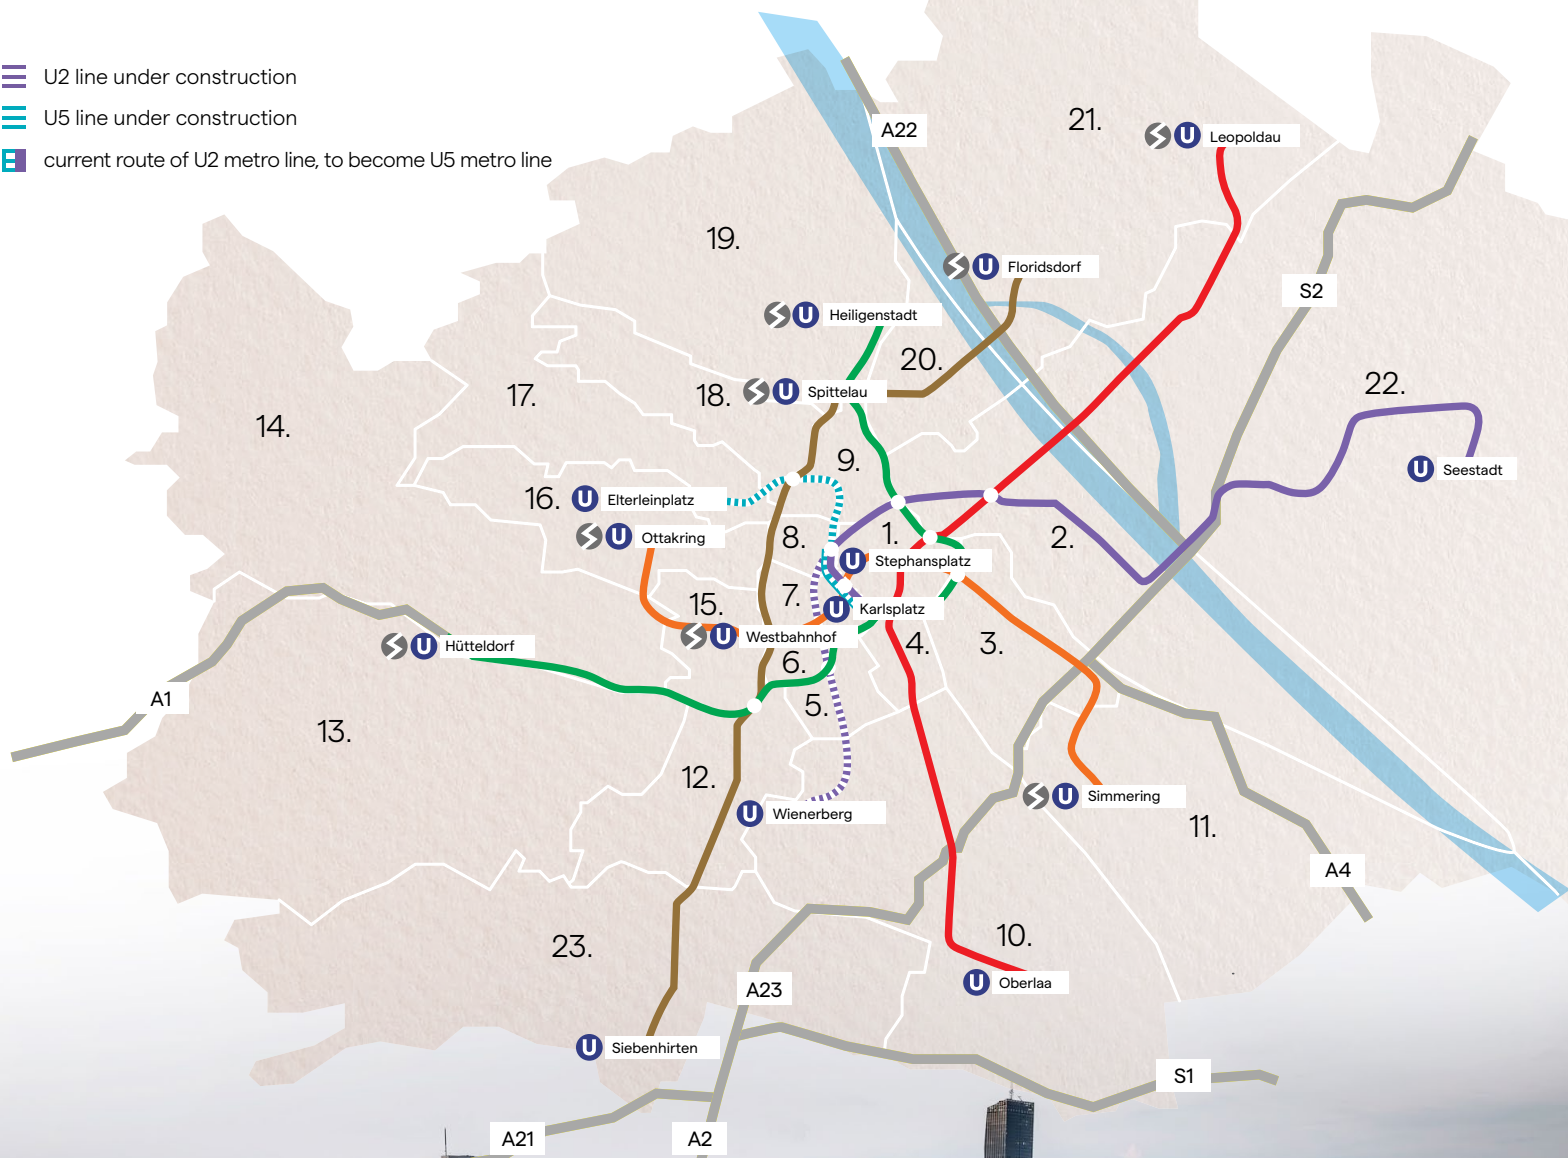 U2 line under construction
U5 line under construction
current route of U2 metro line, to become U5 metro line
A22
21.
U Leopoldau
19.
U Floridsdorf
S2
U Heiligenstadt
20.
22.
17.
18.
U Spittelau
14.
9.
U Seestadt
16.
U Elterleinplatz
U Ottakring
8.
1.
2.
U Stephansplatz
7.
15.
U Karlsplatz
U Westbahnhof
4.
3.
U Hütteldorf
6.
A1
5.
13.
12.
U Simmering
U Wienerberg
11.
A4
10.
23.
U Oberlaa
A23
U Siebenhirten
S1
A21
A2